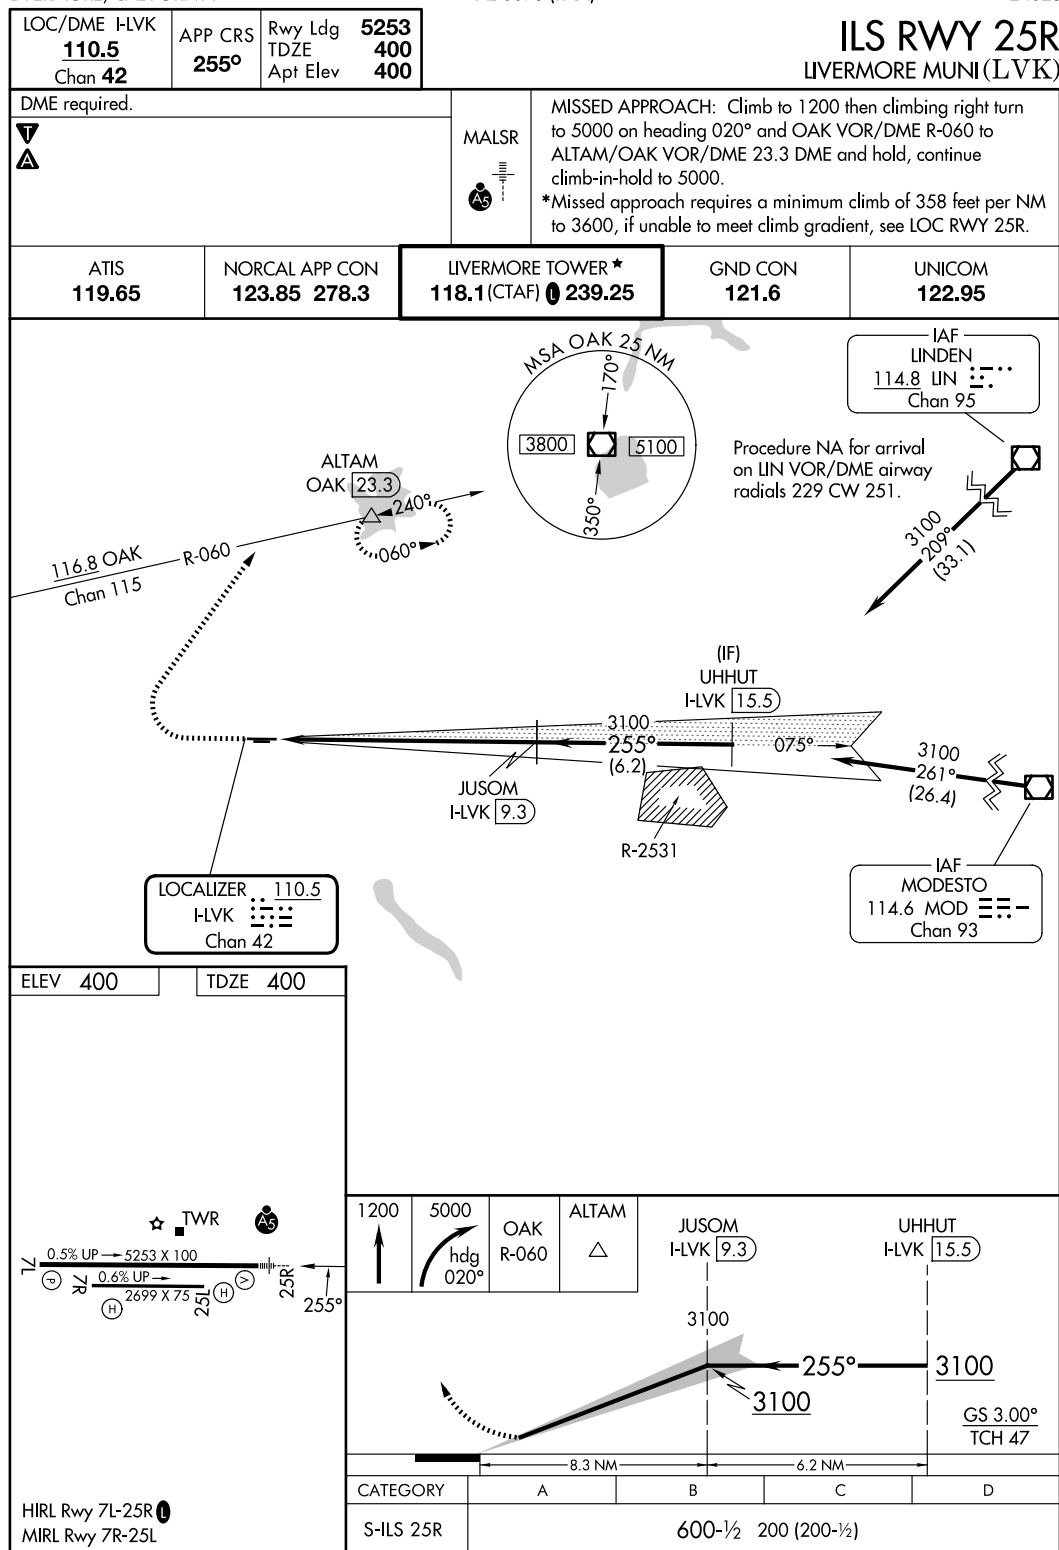 LOC/DME I-LVK
110.5
Chan 42
APP CRS
255°
Rwy Ldg 5253
TDZE 400
Apt Elev 400
ILS RWY 25R
LIVERMORE MUNI (LVK)
DME required.
T
A
MALSR
A5
MISSED APPROACH: Climb to 1200 then climbing right turn
to 5000 on heading 020° and OAK VOR/DME R-060 to
ALTAM/OAK VOR/DME 23.3 DME and hold, continue
climb-in-hold to 5000.
*Missed approach requires a minimum climb of 358 feet per NM
to 3600, if unable to meet climb gradient, see LOC RWY 25R.
ATIS
119.65
NORCAL APP CON
123.85 278.3
LIVERMORE TOWER ★
118.1 (CTAF) L 239.25
GND CON
121.6
UNICOM
122.95
MSA OAK 25 NM
170°
3800
5100
350°
IAF
LINDEN
114.8 LIN
Chan 95
Procedure NA for arrival
on LIN VOR/DME airway
radials 229 CW 251.
3100
209°
(33.1)
ALTAM
OAK 23.3
240°
060°
116.8 OAK
Chan 115
R-060
(IF)
UHHUT
I-LVK 15.5
3100
255°
(6.2)
075°
JUSOM
I-LVK 9.3
R-2531
3100
261°
(26.4)
IAF
MODESTO
114.6 MOD
Chan 93
LOCALIZER 110.5
I-LVK
Chan 42
ELEV 400
TDZE 400
TWR
A5
7L
0.5% UP → 5253 X 100
25R
P
7R
0.6% UP →
2699 X 75
25L
H
H
V
255°
HIRL Rwy 7L-25R L
MIRL Rwy 7R-25L
1200
5000
hdg
020°
OAK
R-060
ALTAM
JUSOM
I-LVK 9.3
UHHUT
I-LVK 15.5
3100
255°
3100
3100
GS 3.00°
TCH 47
8.3 NM
6.2 NM
CATEGORY A B C D
S-ILS 25R 600-½ 200 (200-½)